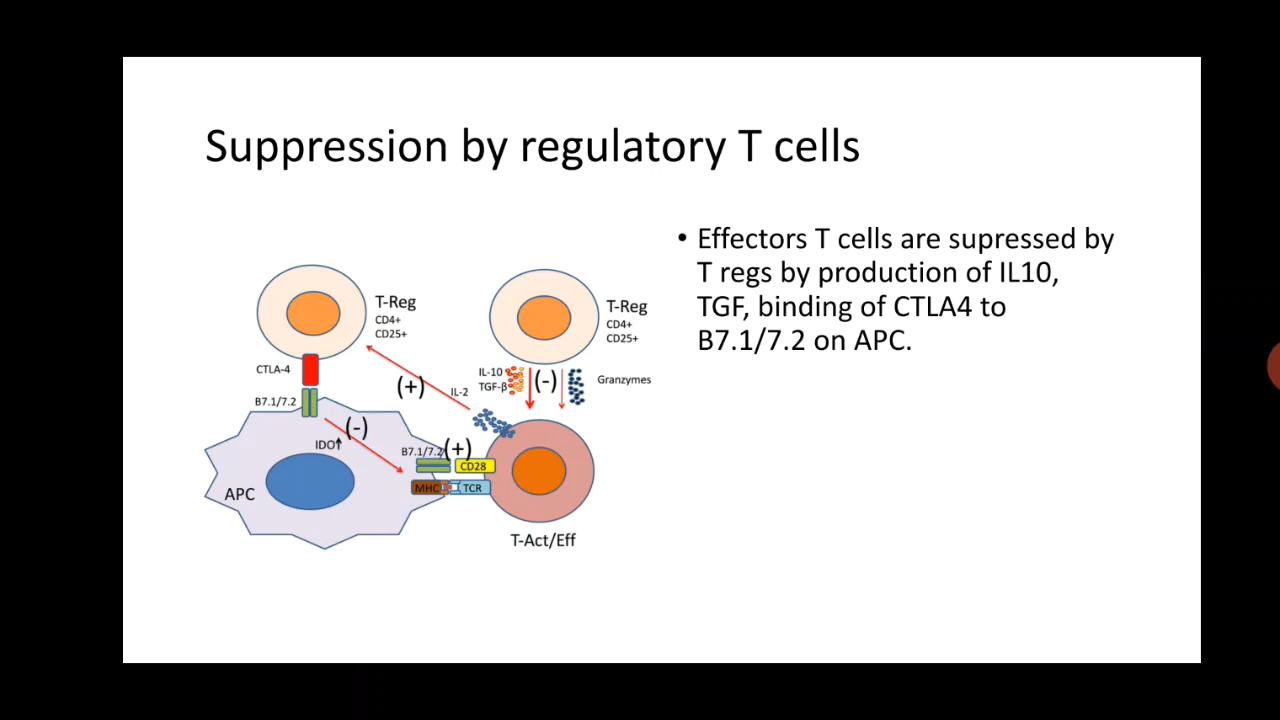 Suppression by regulatory T cells
• Effectors T cells are supressed by
T regs by production of IL10,
TGF, binding of CTLA4 to
B7.1/7.2 on APC.
T-Reg
CD4+
CD25+
T-Reg
CD4+
CD25+
CTLA-4
B7.1/7.2
(+)
IL-2
IL-10
TGF-β
(-)
Granzymes
(-)
IDO↑
B7.1/7.2
(+)
CD28
MHC
TCR
APC
T-Act/Eff